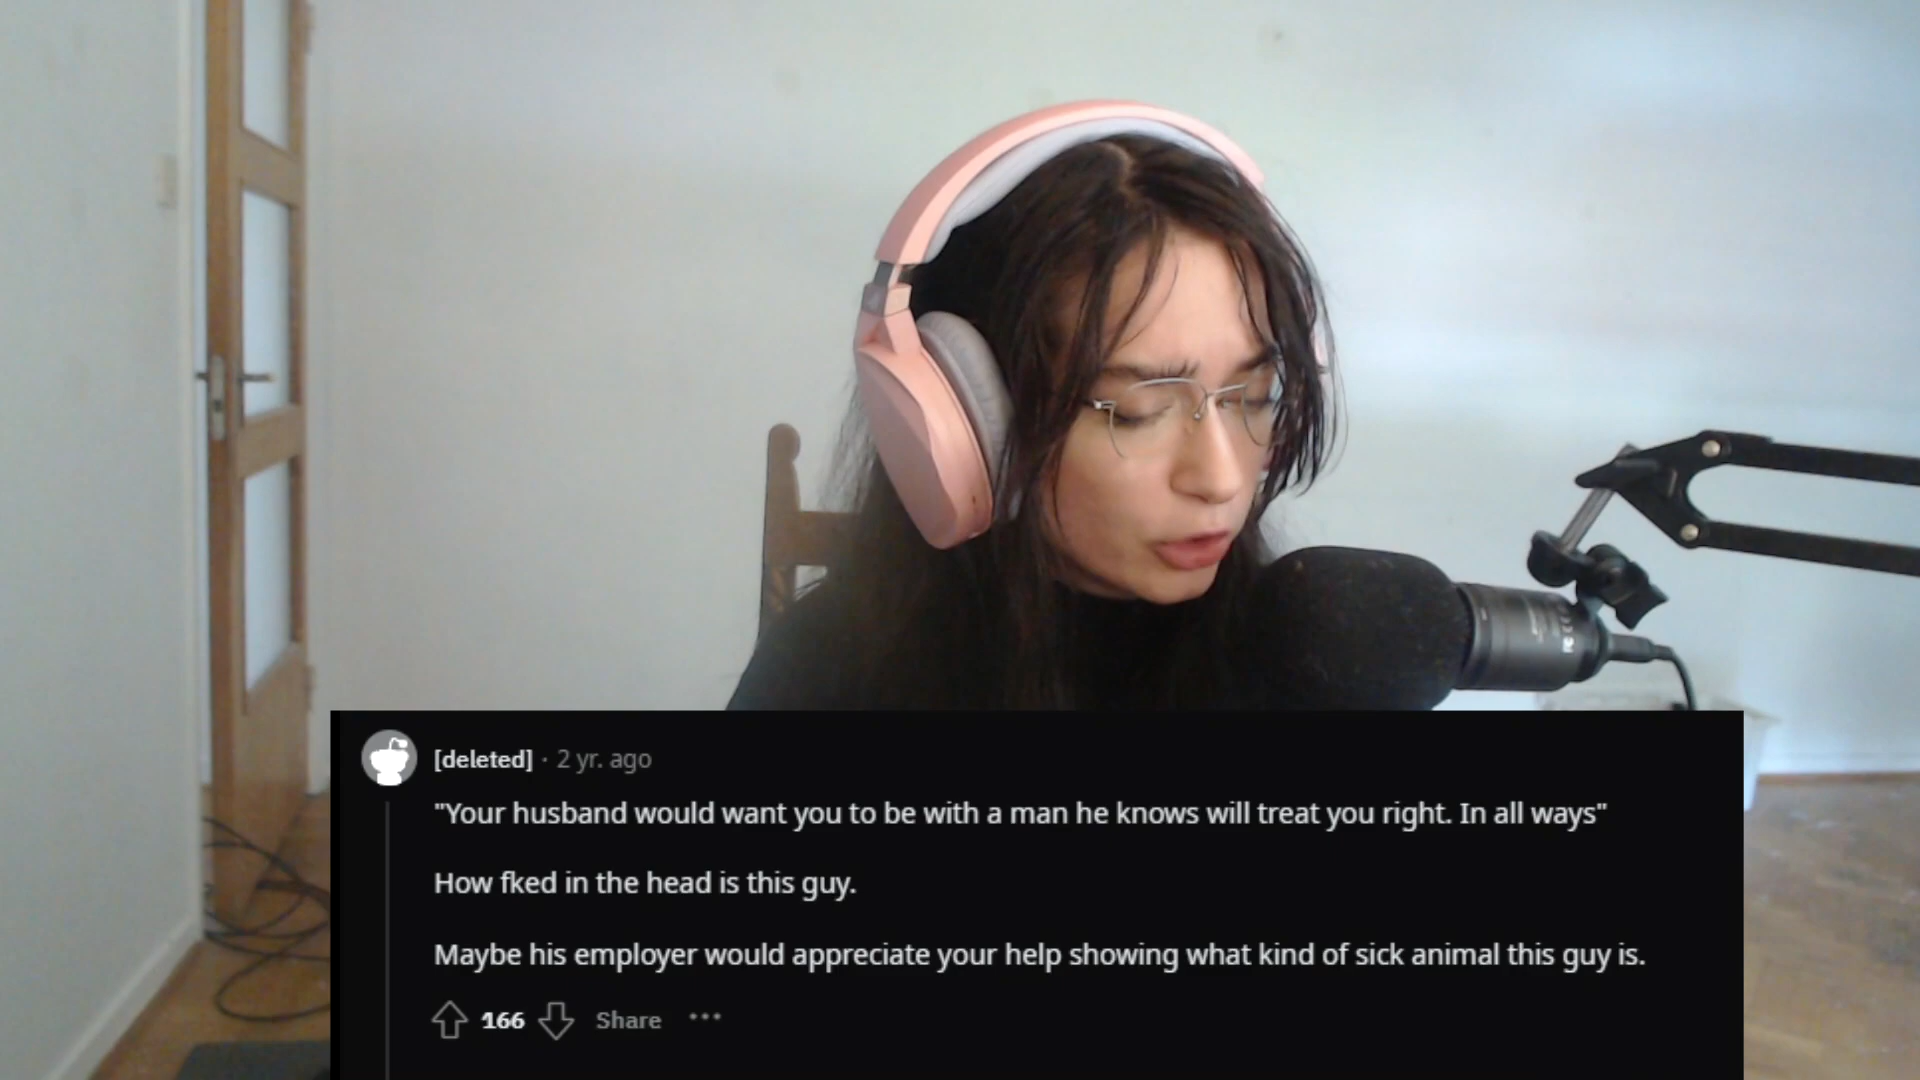 [deleted] · 2 yr. ago
"Your husband would want you to be with a man he knows will treat you right. In all ways"
How fked in the head is this guy.
Maybe his employer would appreciate your help showing what kind of sick animal this guy is.
166 Share ···